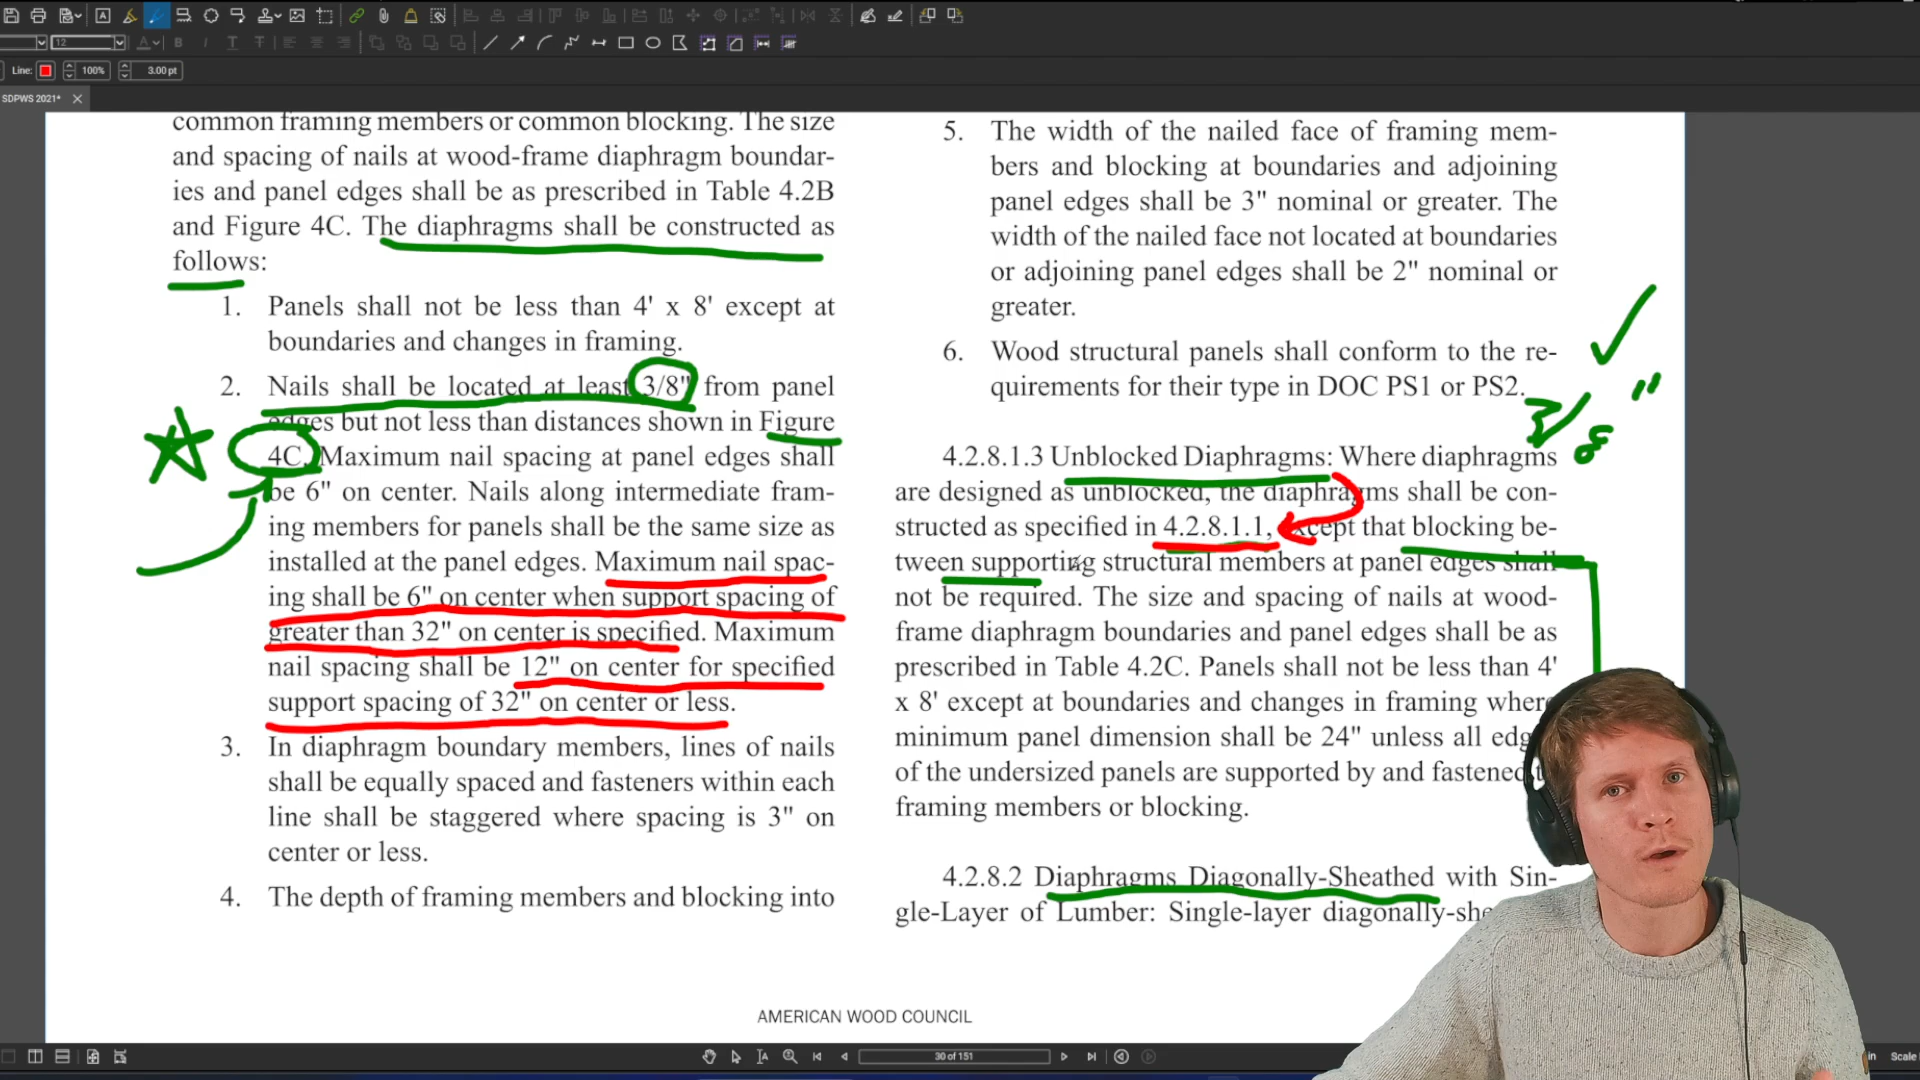 12
Line:
100%
3.00 pt
SDPWS 2021*
common framing members or common blocking. The size
and spacing of nails at wood-frame diaphragm boundar-
ies and panel edges shall be as prescribed in Table 4.2B
and Figure 4C. The diaphragms shall be constructed as
follows:
1. Panels shall not be less than 4' x 8' except at
boundaries and changes in framing.
2. Nails shall be located at least 3/8" from panel
edges but not less than distances shown in Figure
4C. Maximum nail spacing at panel edges shall
be 6" on center. Nails along intermediate fram-
ing members for panels shall be the same size as
installed at the panel edges. Maximum nail spac-
ing shall be 6" on center when support spacing of
greater than 32" on center is specified. Maximum
nail spacing shall be 12" on center for specified
support spacing of 32" on center or less.
3. In diaphragm boundary members, lines of nails
shall be equally spaced and fasteners within each
line shall be staggered where spacing is 3" on
center or less.
4. The depth of framing members and blocking into
5. The width of the nailed face of framing mem-
bers and blocking at boundaries and adjoining
panel edges shall be 3" nominal or greater. The
width of the nailed face not located at boundaries
or adjoining panel edges shall be 2" nominal or
greater.
6. Wood structural panels shall conform to the re-
quirements for their type in DOC PS1 or PS2.
3/8"
4.2.8.1.3 Unblocked Diaphragms: Where diaphragms
are designed as unblocked, the diaphragms shall be con-
structed as specified in 4.2.8.1.1, except that blocking be-
tween supporting structural members at panel edges shall
not be required. The size and spacing of nails at wood-
frame diaphragm boundaries and panel edges shall be as
prescribed in Table 4.2C. Panels shall not be less than 4'
x 8' except at boundaries and changes in framing where
minimum panel dimension shall be 24" unless all edg
of the undersized panels are supported by and fastened t
framing members or blocking.
4.2.8.2 Diaphragms Diagonally-Sheathed with Sin-
gle-Layer of Lumber: Single-layer diagonally-she
AMERICAN WOOD COUNCIL
30 of 151
in Scale